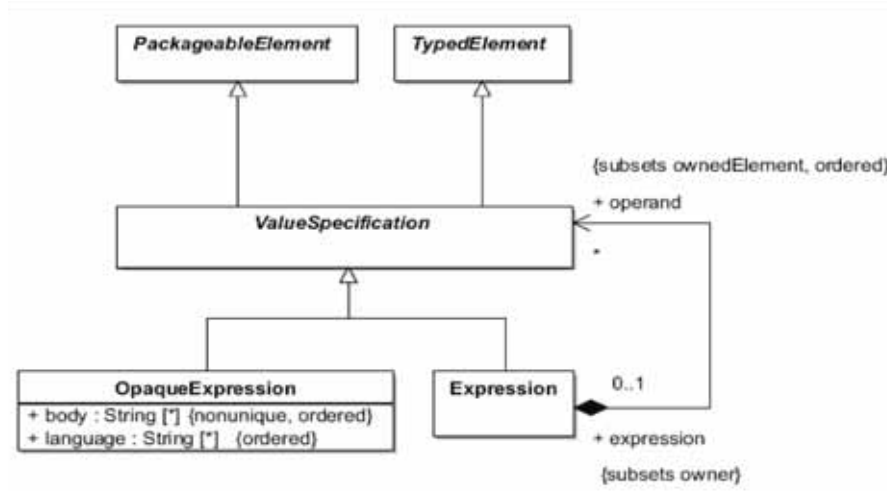 PackageableElement
TypedElement
{subsets ownedElement, ordered}
+ operand
ValueSpecification
*
OpaqueExpression
+ body : String [*] {nonunique, ordered}
+ language : String [*] {ordered}
Expression
0..1
+ expression
{subsets owner}